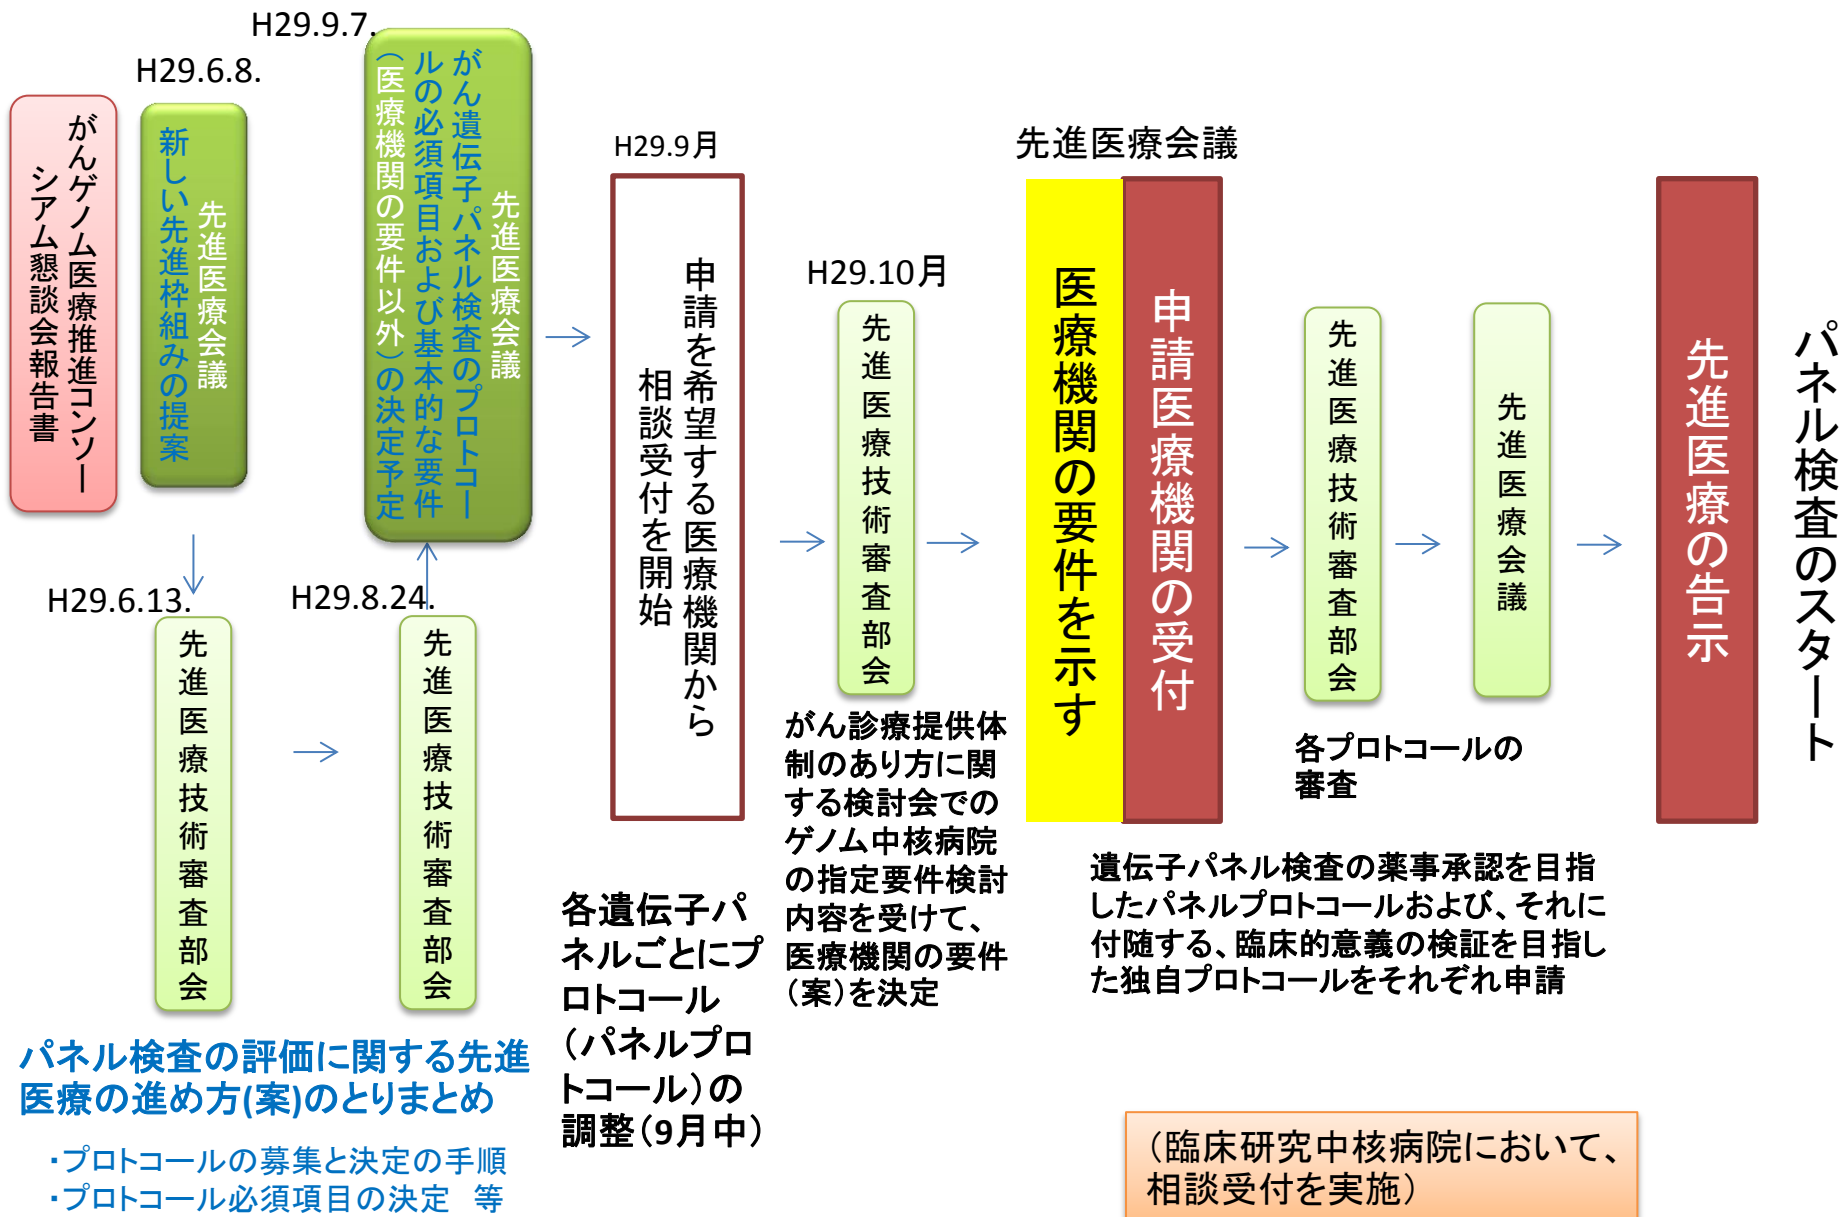 がんゲノム医療推進コンソー
シアム懇談会報告書
H29.6.8.
先進医療会議
新しい先進枠組みの提案
H29.6.13.
先進医療技術審査部会
H29.8.24.
先進医療技術審査部会
パネル検査の評価に関する先進
医療の進め方(案)のとりまとめ
・プロトコールの募集と決定の手順
・プロトコール必須項目の決定　等
H29.9.7.
先進医療会議
がん遺伝子パネル検査のプロトコー
ルの必須項目および基本的な要件
（医療機関の要件以外）の決定予定
H29.9月
申請を希望する医療機関から
相談受付を開始
各遺伝子パ
ネルごとにプ
ロトコール
（パネルプロ
トコール）の
調整（9月中）
H29.10月
先進医療技術審査部会
がん診療提供体
制のあり方に関
する検討会での
ゲノム中核病院
の指定要件検討
内容を受けて、
医療機関の要件
（案）を決定
先進医療会議
医療機関の要件を示す
申請医療機関の受付
先進医療技術審査部会
各プロトコールの
審査
先進医療会議
遺伝子パネル検査の薬事承認を目指
したパネルプロトコールおよび、それに
付随する、臨床的意義の検証を目指し
た独自プロトコールをそれぞれ申請
先進医療の告示
パネル検査のスタート
（臨床研究中核病院において、
相談受付を実施）